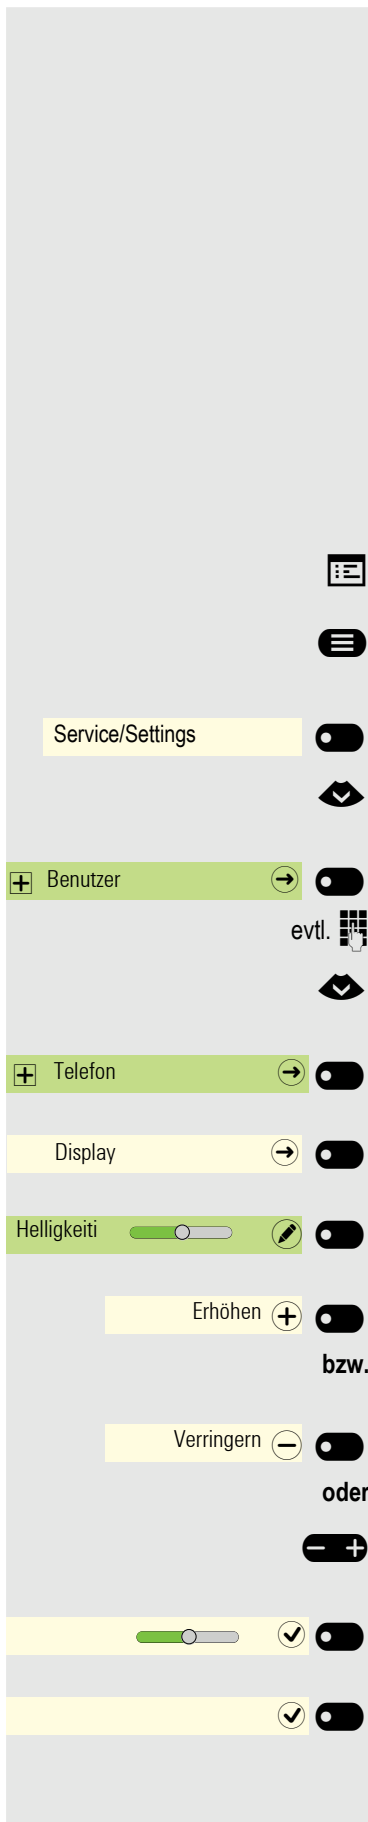 Service/Settings
Benutzer
evtl.
Telefon
Display
Helligkeiti
Erhöhen
bzw.
Verringern
oder